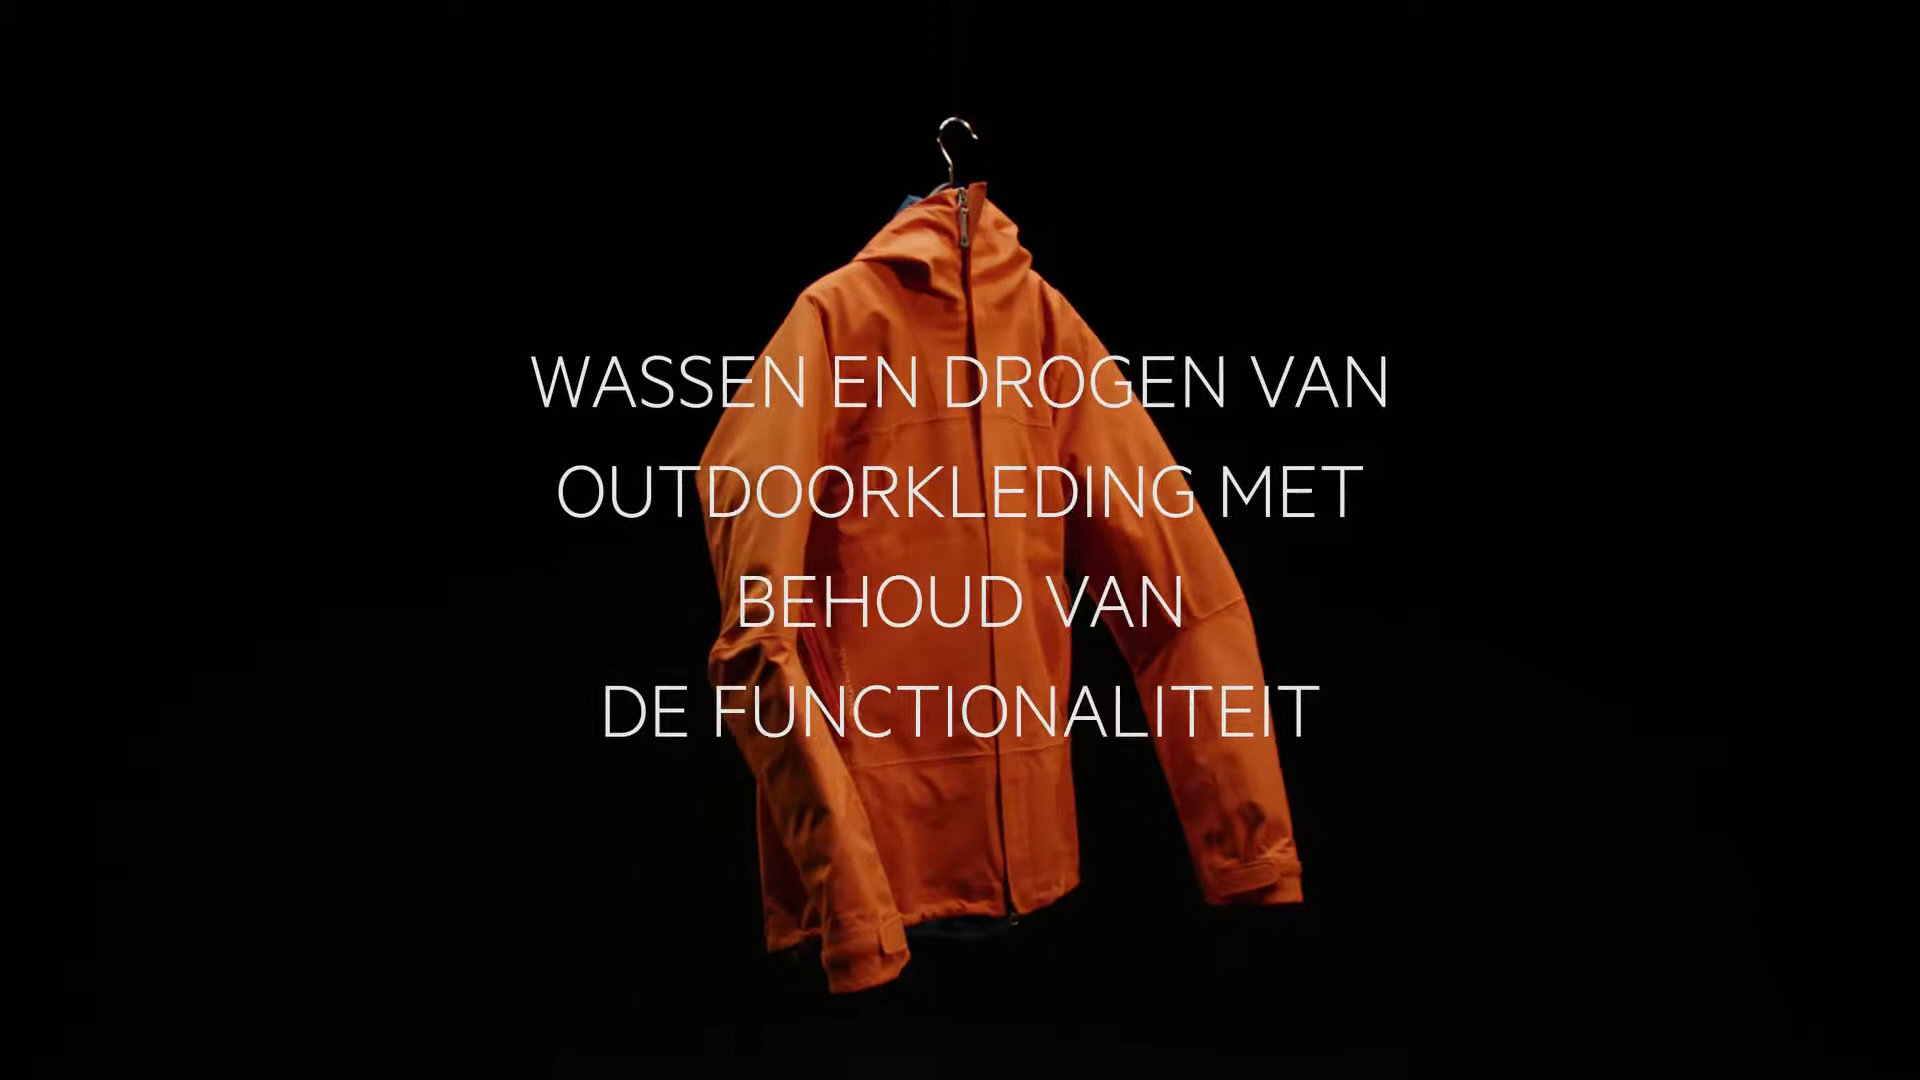 WASSEN EN DROGEN VAN
OUTDOORKLEDING MET
BEHOUD VAN
DE FUNCTIONALITEIT